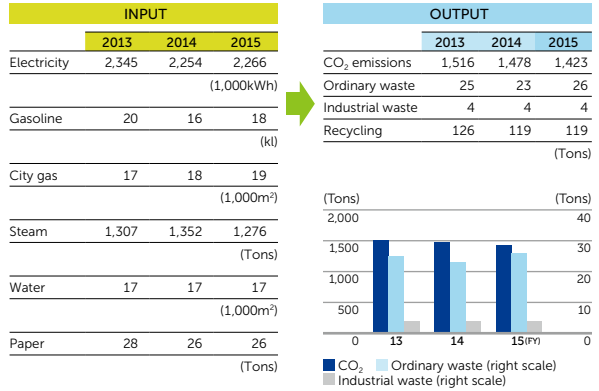 INPUT
2013 2014 2015
Electricity 2,345 2,254 2,266
(1,000kWh)
Gasoline 20 16 18
(kl)
City gas 17 18 19
(1,000m²)
Steam 1,307 1,352 1,276
(Tons)
Water 17 17 17
(1,000m²)
Paper 28 26 26
(Tons)
OUTPUT
2013 2014 2015
CO₂ emissions 1,516 1,478 1,423
Ordinary waste 25 23 26
Industrial waste 4 4 4
Recycling 126 119 119
(Tons)
(Tons) (Tons)
2,000 40
1,500 30
1,000 20
500 10
0 13 14 15(FY) 0
CO₂ Ordinary waste (right scale)
Industrial waste (right scale)